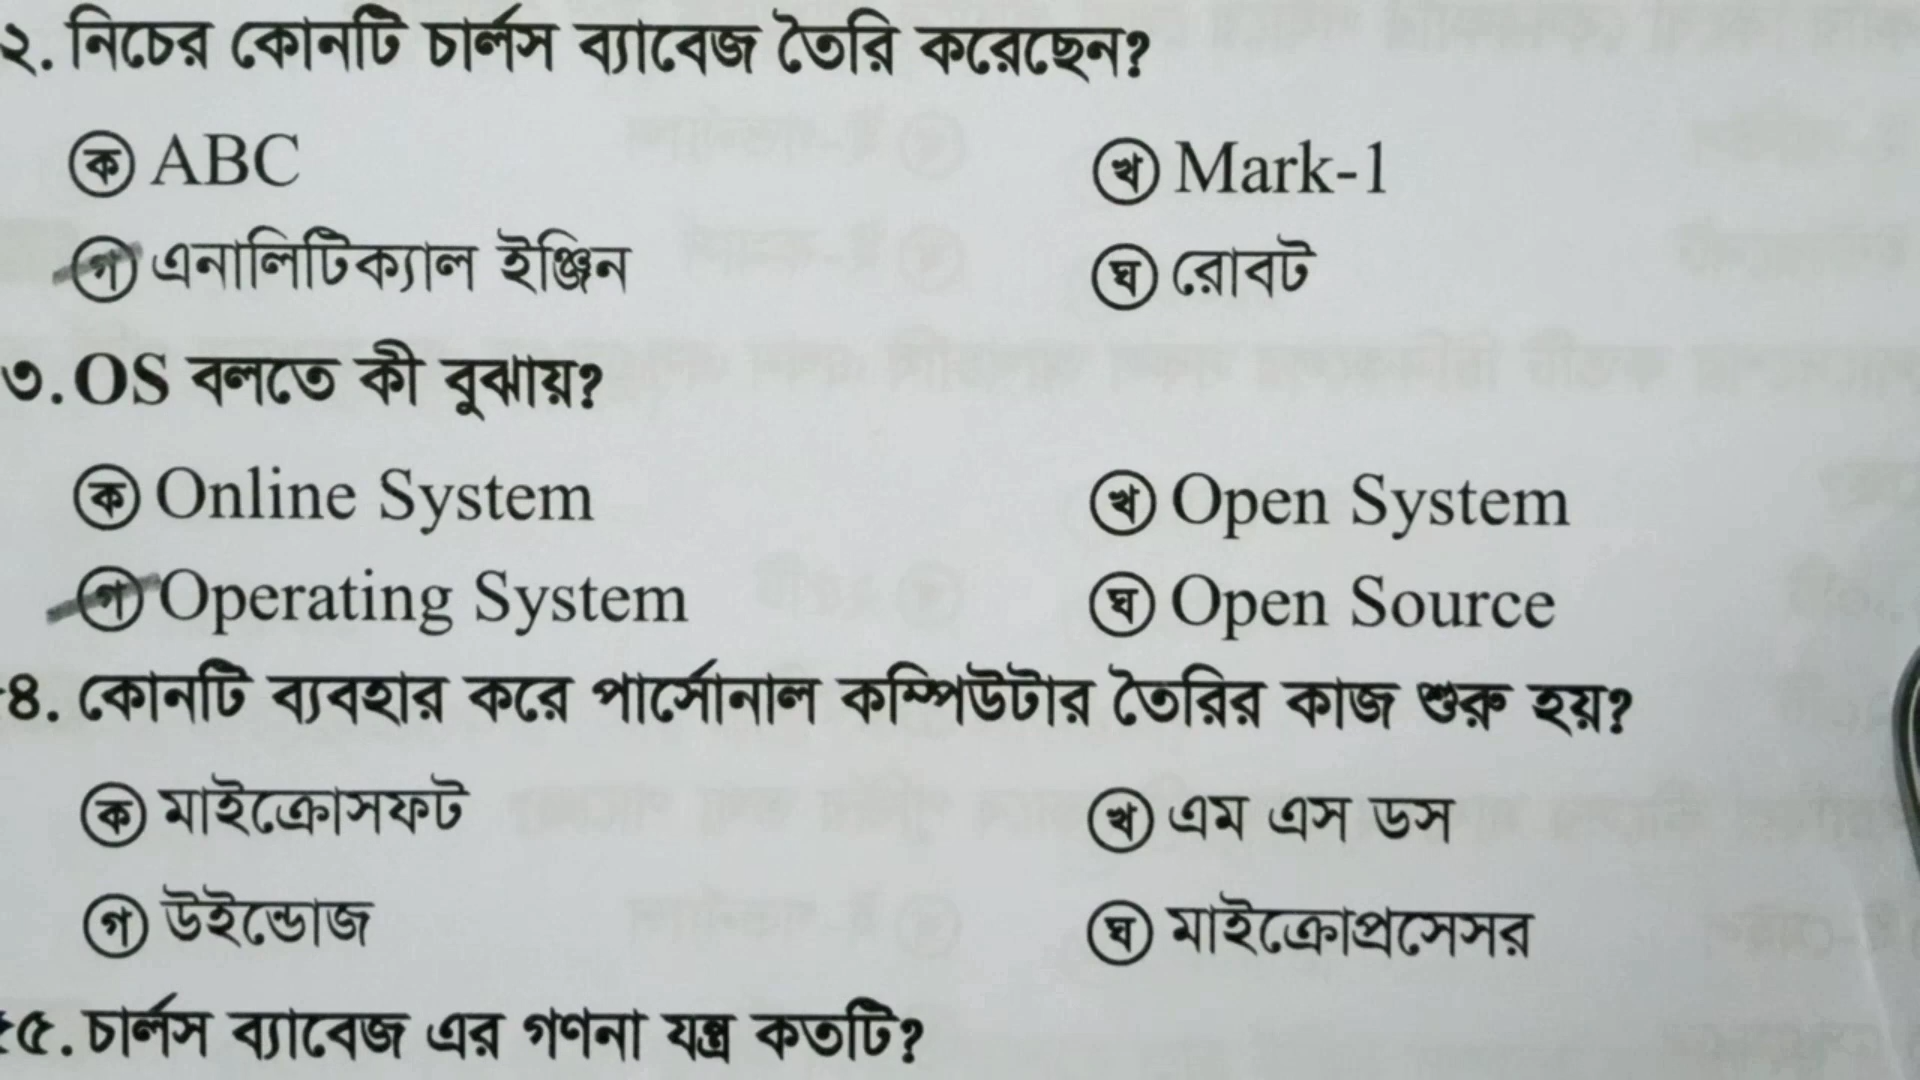 ২. নিচের কোনটি চার্লস ব্যাবেজ তৈরি করেছেন?
ক ABC খ Mark-1
গ এনালিটিক্যাল ইঞ্জিন ঘ রোবট
৩. OS বলতে কী বুঝায়?
ক Online System খ Open System
গ Operating System ঘ Open Source
৪. কোনটি ব্যবহার করে পার্সোনাল কম্পিউটার তৈরির কাজ শুরু হয়?
ক মাইক্রোসফট খ এম এস ডস
গ উইন্ডোজ ঘ মাইক্রোপ্রসেসর
৫. চার্লস ব্যাবেজ এর গণনা যন্ত্র কতটি?